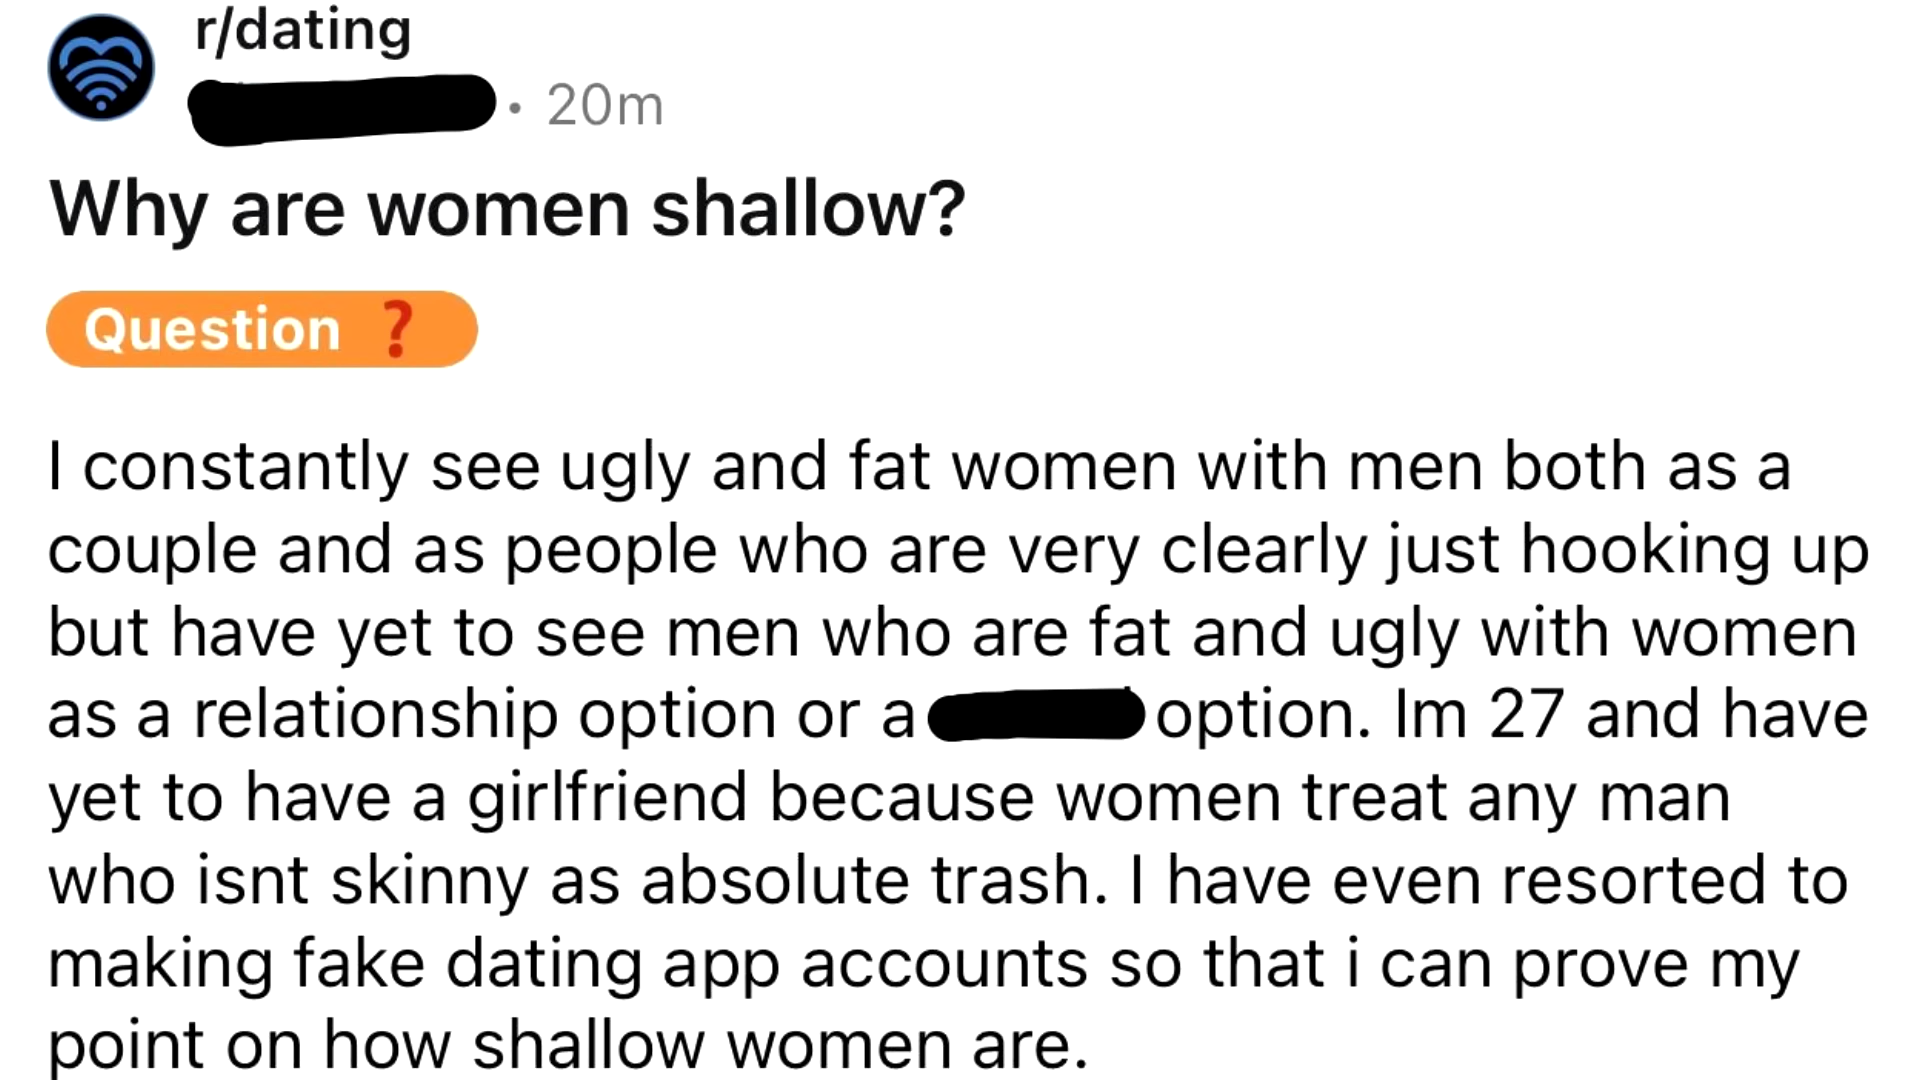 r/dating
• 20m
Why are women shallow?
Question ❓
I constantly see ugly and fat women with men both as a
couple and as people who are very clearly just hooking up
but have yet to see men who are fat and ugly with women
as a relationship option or a option. Im 27 and have
yet to have a girlfriend because women treat any man
who isnt skinny as absolute trash. I have even resorted to
making fake dating app accounts so that i can prove my
point on how shallow women are.